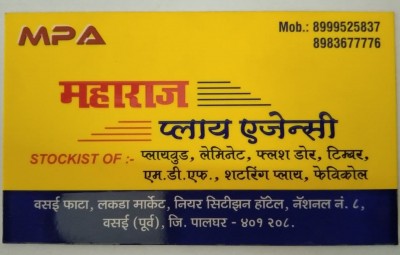 MPA
Mob.: 8999525837
8983677776
महाराज
प्लाय एजेन्सी
STOCKIST OF :- प्लायवुड, लेमिनेट, फ्लश डोर, टिम्बर,
एम.डी.एफ., शटरिंग प्लाय, फेविकोल
वसई फाटा, लकडा मार्केट, नियर सिटीझन हॉटेल, नॅशनल नं. ८,
वसई (पूर्व), जि. पालघर - ४०१ २०८.